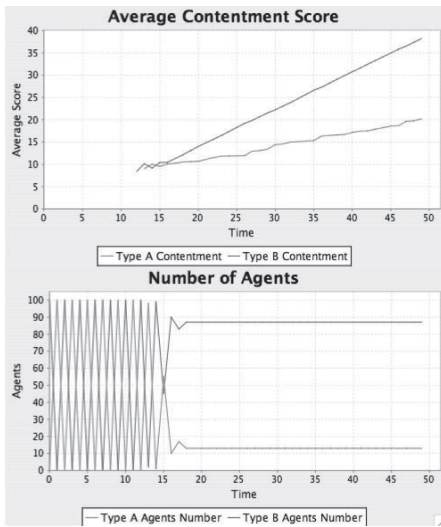 Average Contentment Score
40
35
30
25
20
15
10
5
0
Average Score
0 5 10 15 20 25 30 35 40 45 50
Time
Type A Contentment Type B Contentment
Number of Agents
100
90
80
70
60
50
40
30
20
10
0
Agents
0 5 10 15 20 25 30 35 40 45 50
Time
Type A Agents Number Type B Agents Number